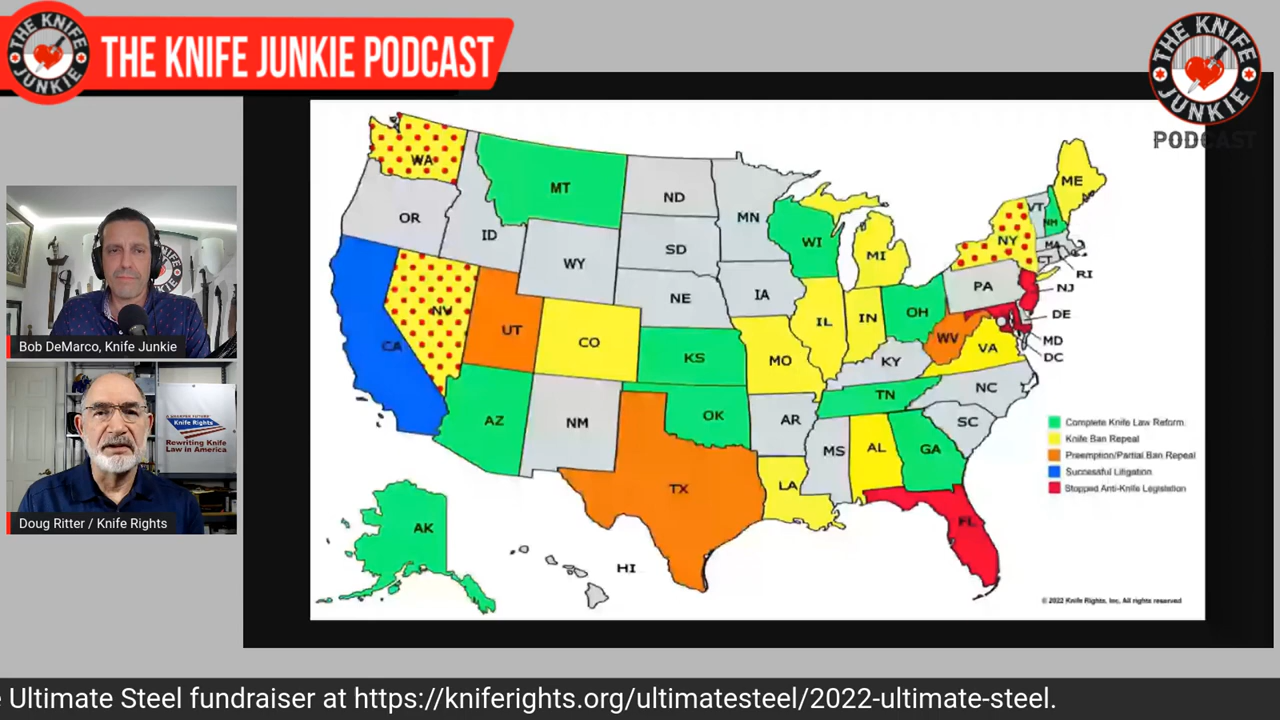 THE KNIFE JUNKIE
THE KNIFE JUNKIE PODCAST
THE KNIFE JUNKIE
PODCAST
WA
MT
ND
MN
ME
VT
NH
OR
ID
SD
WI
MI
NY
MA
CT
RI
WY
IA
PA
NJ
NE
NV
UT
CO
IL
IN
OH
DE
WV
MD
VA
DC
CA
KS
MO
KY
TN
NC
AZ
NM
OK
AR
SC
MS
AL
GA
TX
LA
FL
AK
HI
Complete Knife Law Reform
Knife Ban Repeal
Preemption/Partial Ban Repeal
Successful Litigation
Stopped Anti-Knife Legislation
© 2022 Knife Rights, Inc. All rights reserved
KNIFE
JUNKIE
Bob DeMarco, Knife Junkie
A SHARPER FUTURE
Knife Rights
Rewriting Knife
Law in America
Doug Ritter / Knife Rights
Ultimate Steel fundraiser at https://kniferights.org/ultimatesteel/2022-ultimate-steel.